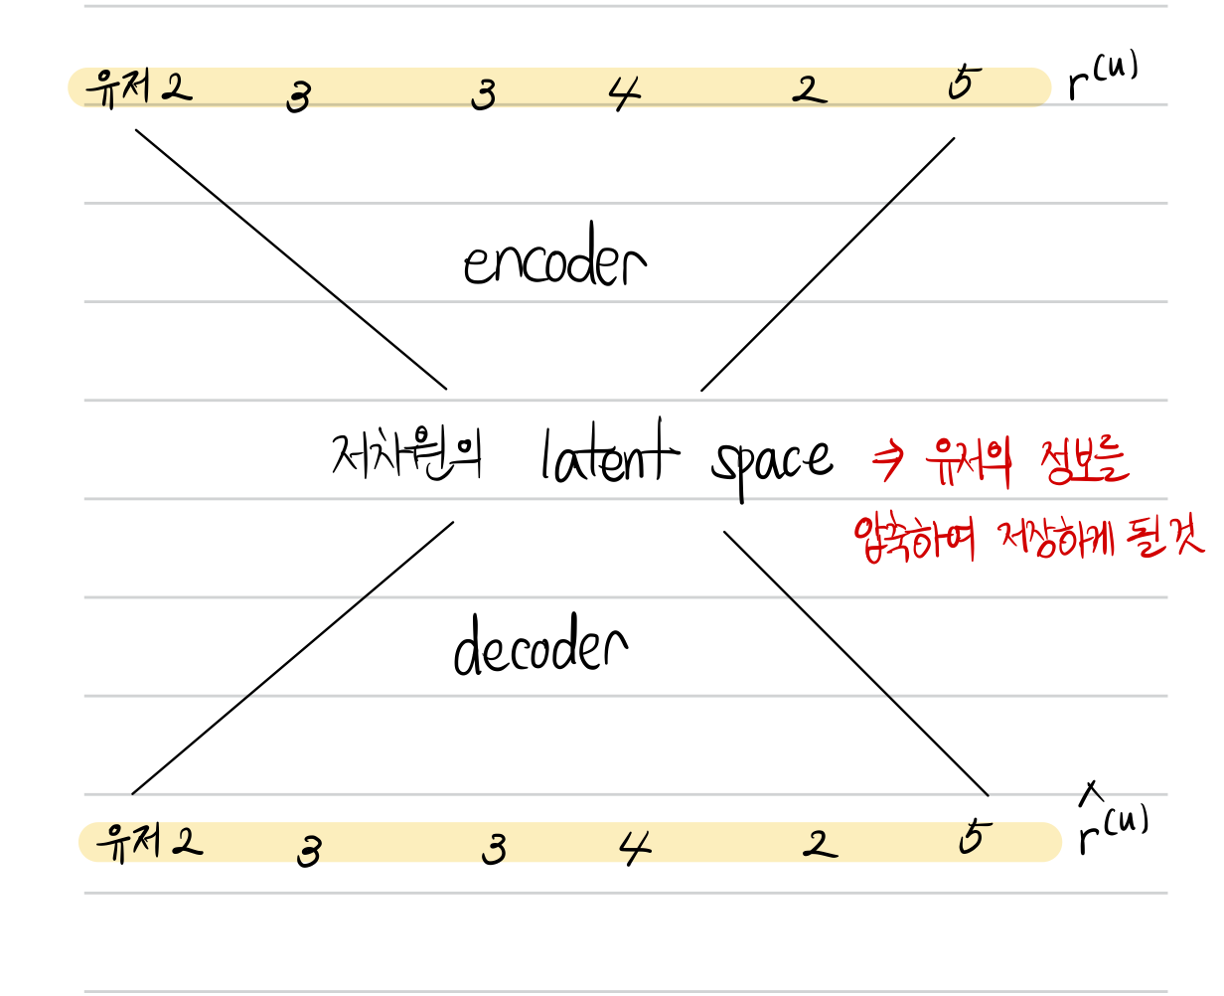 유저 2 3 3 4 2 5 r^(u)
encoder
저차원의 latent space ⇒ 유저의 정보를
압축하여 저장하게 될 것
decoder
유저 2 3 3 4 2 5 r̂^(u)